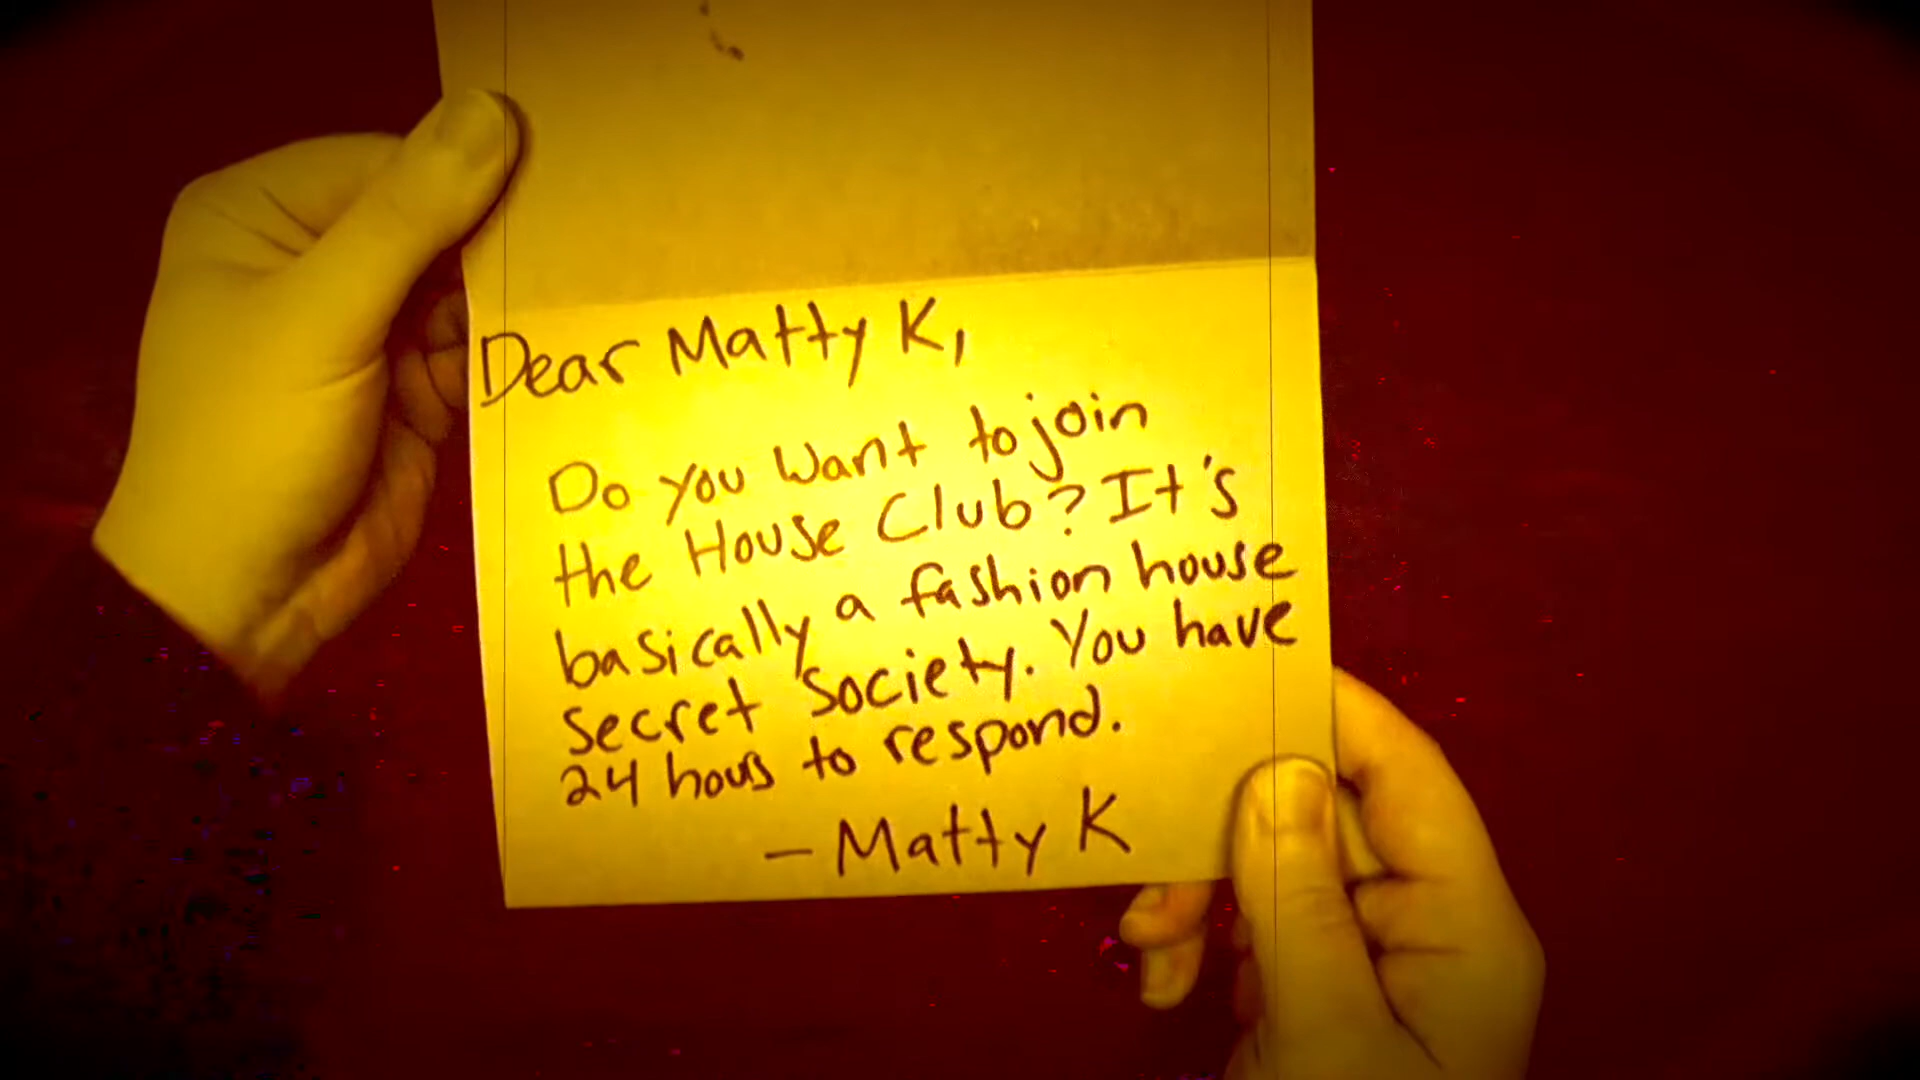 Dear Matty K,
Do you want to join
the House Club? It's
basically a fashion house
secret society. You have
24 hours to respond.
- Matty K